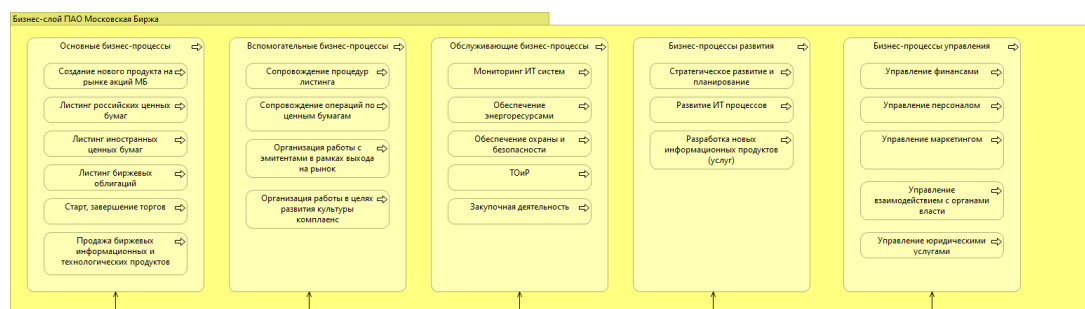 Бизнес-слой ПАО Московская Биржа
Основные бизнес-процессы
Создание нового продукта на
рынке акций МБ
Листинг российских ценных
бумаг
Листинг иностранных
ценных бумаг
Листинг биржевых
облигаций
Старт, завершение торгов
Продажа биржевых
информационных и
технологических продуктов
Вспомогательные бизнес-процессы
Сопровождение процедур
листинга
Сопровождение операций по
ценным бумагам
Организация работы с
эмитентами в рамках выхода
на рынок
Организация работы в целях
развития культуры
комплаенс
Обслуживающие бизнес-процессы
Мониторинг ИТ систем
Обеспечение
энергоресурсами
Обеспечение охраны и
безопасности
ТОиР
Закупочная деятельность
Бизнес-процессы развития
Стратегическое развитие и
планирование
Развитие ИТ процессов
Разработка новых
информационных продуктов
(услуг)
Бизнес-процессы управления
Управление финансами
Управление персоналом
Управление маркетингом
Управление
взаимодействием с органами
власти
Управление юридическими
услугами